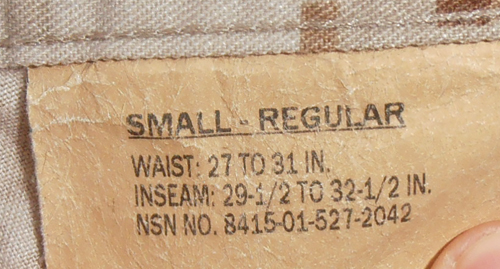 SMALL - REGULAR
WAIST: 27 TO 31 IN.
INSEAM: 29-1/2 TO 32-1/2 IN.
NSN NO. 8415-01-527-2042